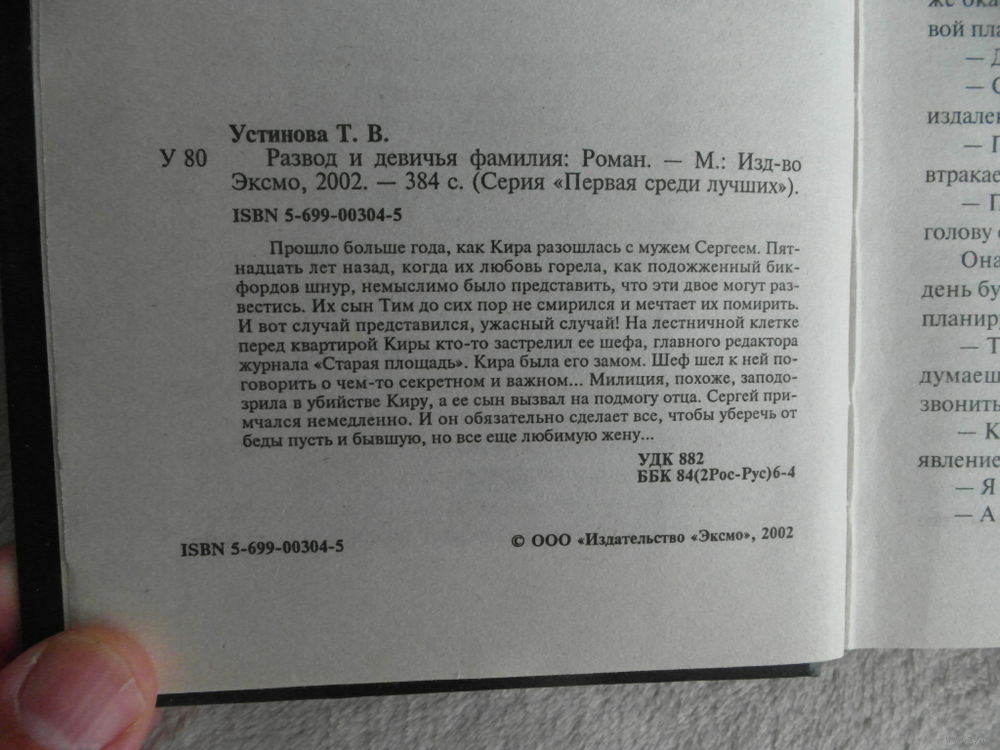 Устинова Т. В.
У 80 Развод и девичья фамилия: Роман. — М.: Изд-во
Эксмо, 2002. — 384 с. (Серия «Первая среди лучших»).
ISBN 5-699-00304-5
Прошло больше года, как Кира разошлась с мужем Сергеем. Пят-
надцать лет назад, когда их любовь горела, как подожженный бик-
фордов шнур, немыслимо было представить, что эти двое могут раз-
вестись. Их сын Тим до сих пор не смирился и мечтает их помирить.
И вот случай представился, ужасный случай! На лестничной клетке
перед квартирой Киры кто-то застрелил ее шефа, главного редактора
журнала «Старая площадь». Кира была его замом. Шеф шел к ней по-
говорить о чем-то секретном и важном... Милиция, похоже, заподо-
зрила в убийстве Киру, а ее сын вызвал на подмогу отца. Сергей при-
мчался немедленно. И он обязательно сделает все, чтобы уберечь от
беды пусть и бывшую, но все еще любимую жену...
УДК 882
ББК 84(2Рос-Рус)6-4
ISBN 5-699-00304-5
© ООО «Издательство «Эксмо», 2002
же ока
вой пла
—
— С
издален
— П
втракае
— П
голову
Она
день бу
планир
— Т
думаеш
звонить
— К
явление
— Я
— А